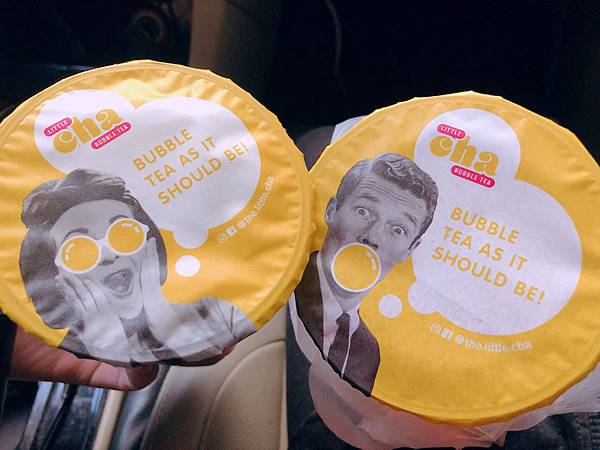 LITTLE
cha
BUBBLE TEA
BUBBLE
TEA AS IT
SHOULD BE!
@the.little.cha
LITTLE
cha
BUBBLE TEA
BUBBLE
TEA AS IT
SHOULD BE!
@the.little.cha